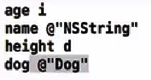 age i
name @"NSString"
height d
dog @"Dog"